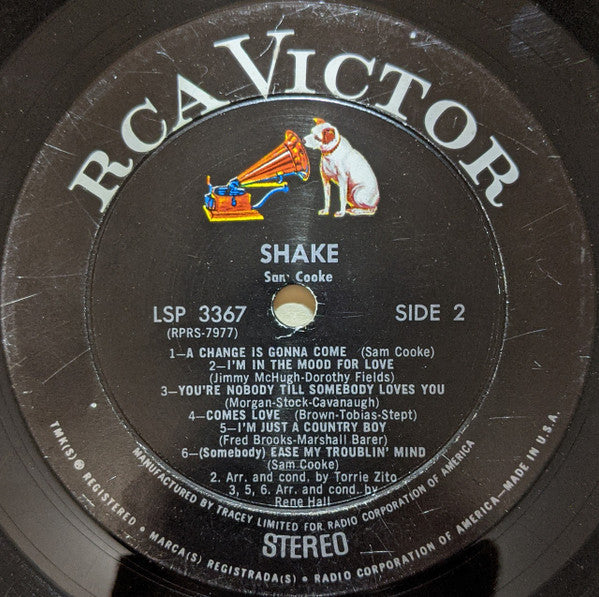 RCA VICTOR
SHAKE
Sam Cooke
LSP 3367
(RPRS-7977)
SIDE 2
1—A CHANGE IS GONNA COME (Sam Cooke)
2—I'M IN THE MOOD FOR LOVE
(Jimmy McHugh-Dorothy Fields)
3—YOU'RE NOBODY TILL SOMEBODY LOVES YOU
(Morgan-Stock-Cavanaugh)
4—COMES LOVE (Brown-Tobias-Stept)
5—I'M JUST A COUNTRY BOY
(Fred Brooks-Marshall Barer)
6—(Somebody) EASE MY TROUBLIN' MIND
(Sam Cooke)
2. Arr. and cond. by Torrie Zito
3, 5, 6. Arr. and cond. by
Rene Hall
MANUFACTURED BY TRACEY LIMITED FOR RADIO CORPORATION OF AMERICA
STEREO
TMK(S) ® REGISTERED • MARCA(S) REGISTRADA(S) • RADIO CORPORATION OF AMERICA—MADE IN U.S.A.